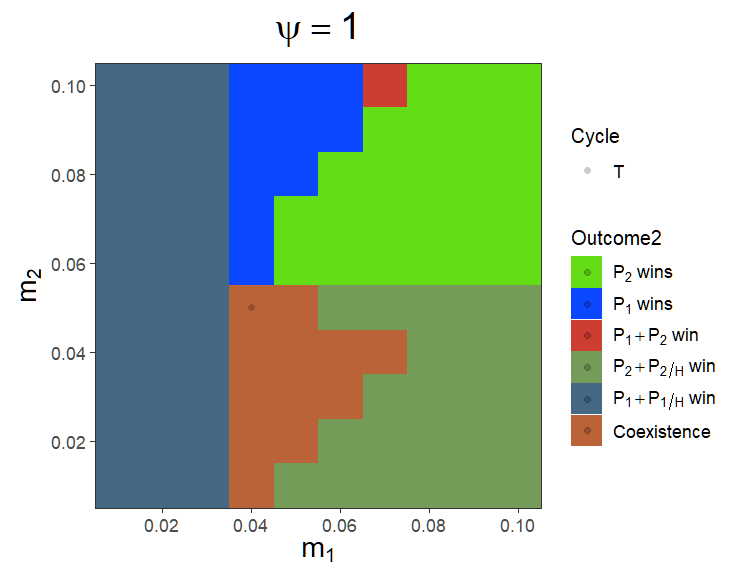 ψ = 1
m₂
0.10
0.08
0.06
0.04
0.02
0.02 0.04 0.06 0.08 0.10
m₁
Cycle
T
Outcome2
P₂ wins
P₁ wins
P₁+P₂ win
P₂+P₂/H win
P₁+P₁/H win
Coexistence